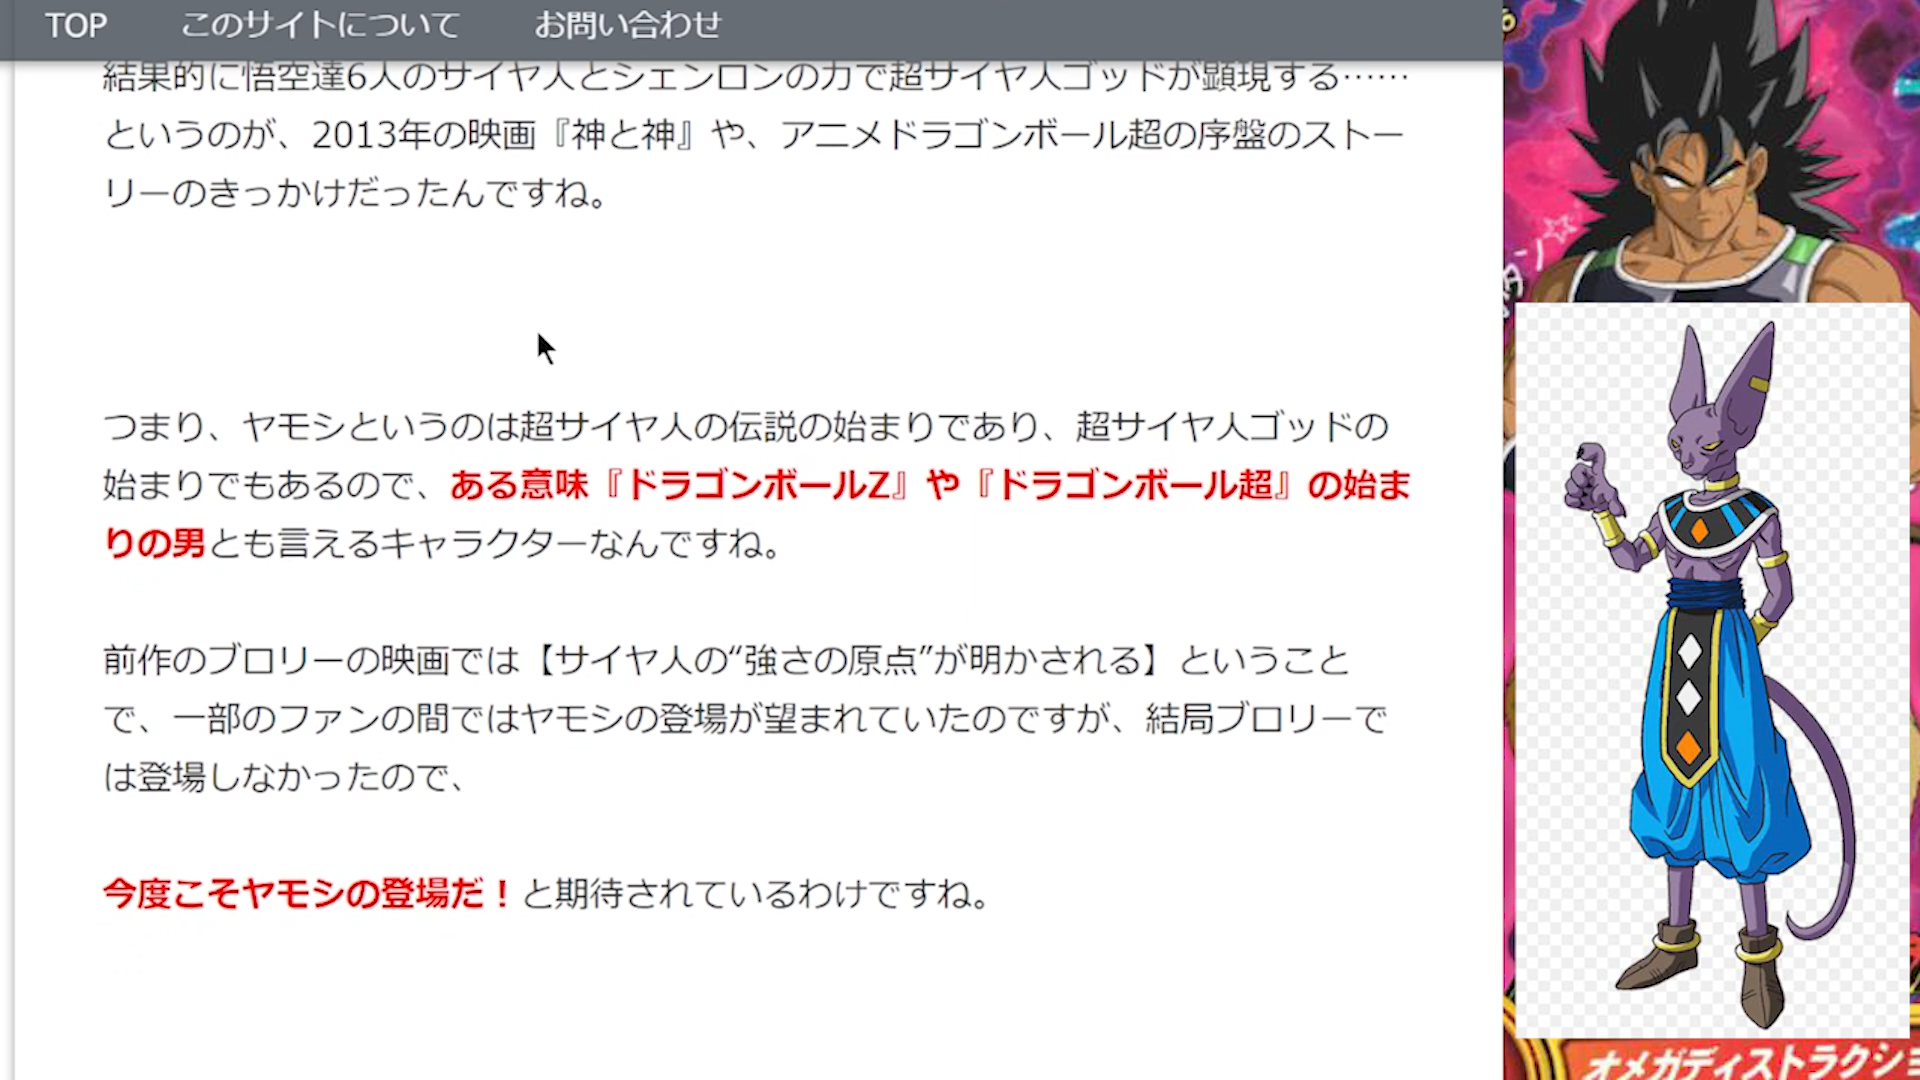 TOP このサイトについて お問い合わせ
結果的に悟空達6人のサイヤ人とシェンロンの力で超サイヤ人ゴッドが顕現する……
というのが、2013年の映画『神と神』や、アニメドラゴンボール超の序盤のストー
リーのきっかけだったんですね。
つまり、ヤモシというのは超サイヤ人の伝説の始まりであり、超サイヤ人ゴッドの
始まりでもあるので、ある意味『ドラゴンボールZ』や『ドラゴンボール超』の始ま
りの男とも言えるキャラクターなんですね。
前作のブロリーの映画では【サイヤ人の“強さの原点”が明かされる】ということ
で、一部のファンの間ではヤモシの登場が望まれていたのですが、結局ブロリーで
は登場しなかったので、
今度こそヤモシの登場だ！と期待されているわけですね。
オメガディストラクショ